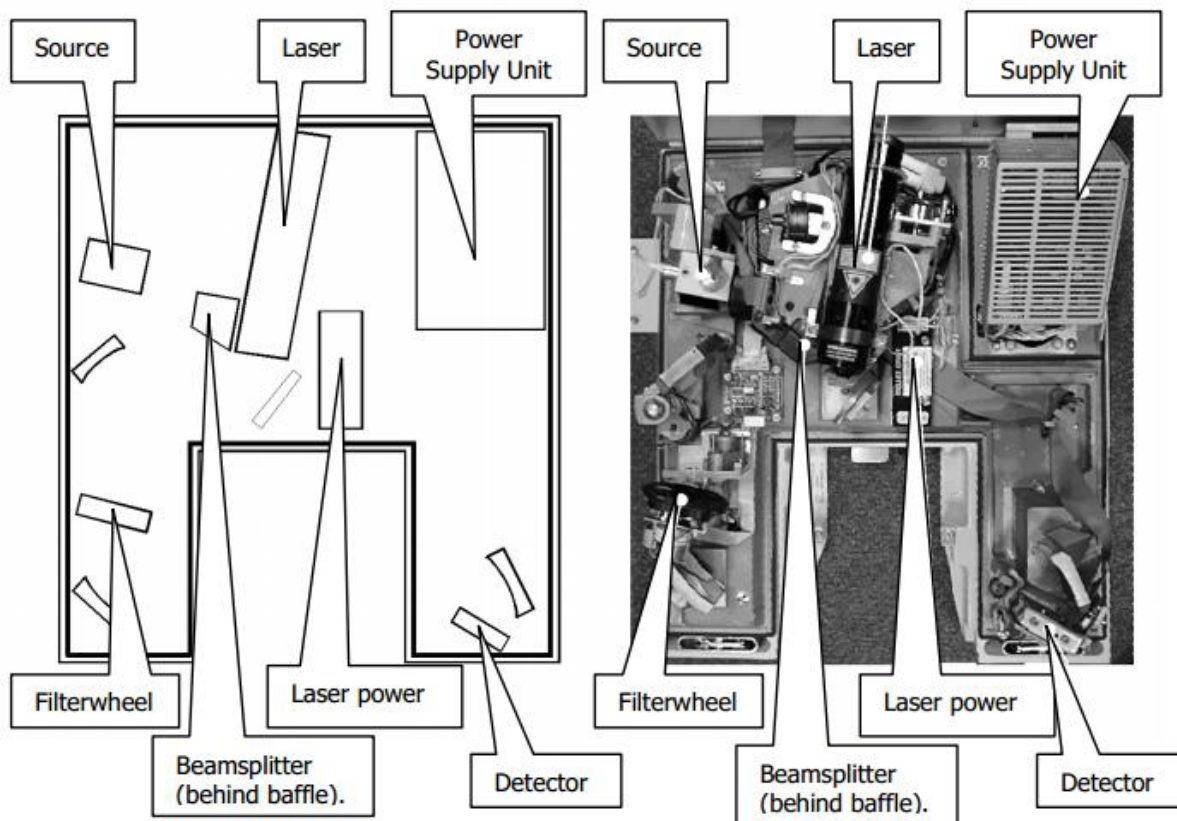 Source
Laser
Power
Supply Unit
Source
Laser
Power
Supply Unit
Filterwheel
Laser power
Beamsplitter
(behind baffle).
Detector
Filterwheel
Laser power
Beamsplitter
(behind baffle).
Detector